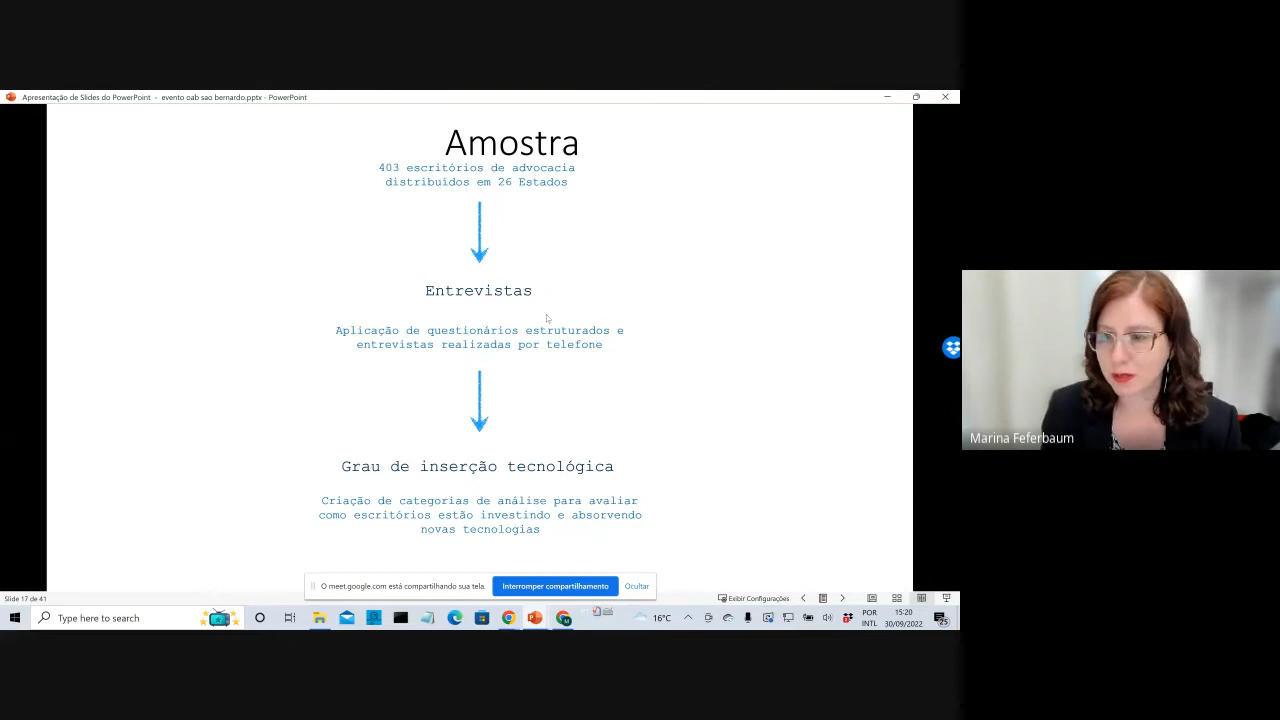 Apresentação de Slides do PowerPoint - evento oab sao bernardo.pptx - PowerPoint
Amostra
403 escritórios de advocacia
distribuídos em 26 Estados
Entrevistas
Aplicação de questionários estruturados e
entrevistas realizadas por telefone
Grau de inserção tecnológica
Criação de categorias de análise para avaliar
como escritórios estão investindo e absorvendo
novas tecnologias
Marina Feferbaum
O meet.google.com está compartilhando sua tela.
Interromper compartilhamento
Ocultar
Slide 17 de 41
Exibir Configurações
Type here to search
16°C
POR
INTL
15:20
30/09/2022
25